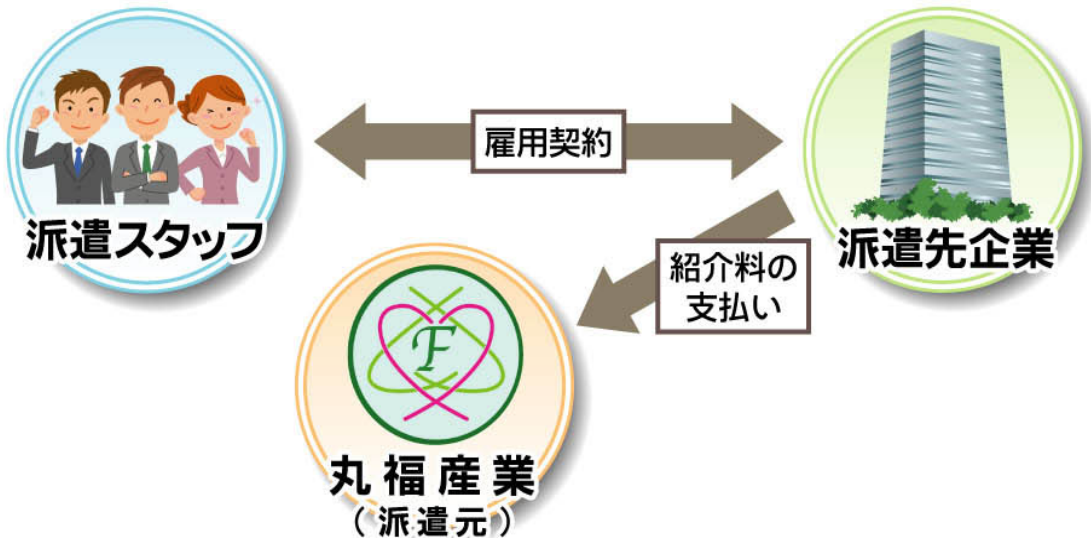 雇用契約
派遣スタッフ
派遣先企業
紹介料の
支払い
F
丸福産業
（派遣元）